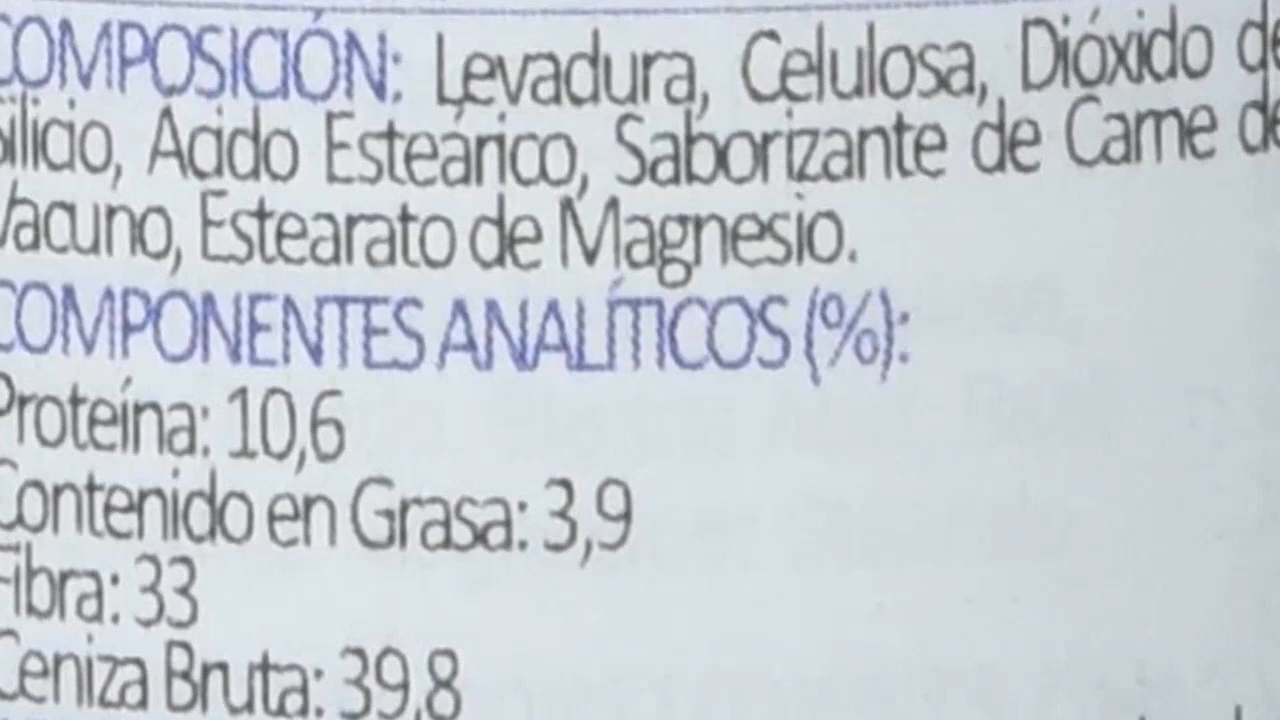 COMPOSICIÓN: Levadura, Celulosa, Dióxido de
Silicio, Acido Esteárico, Saborizante de Carne de
Vacuno, Estearato de Magnesio.
COMPONENTES ANALÍTICOS (%):
Proteína: 10,6
Contenido en Grasa: 3,9
Fibra: 33
Ceniza Bruta: 39,8